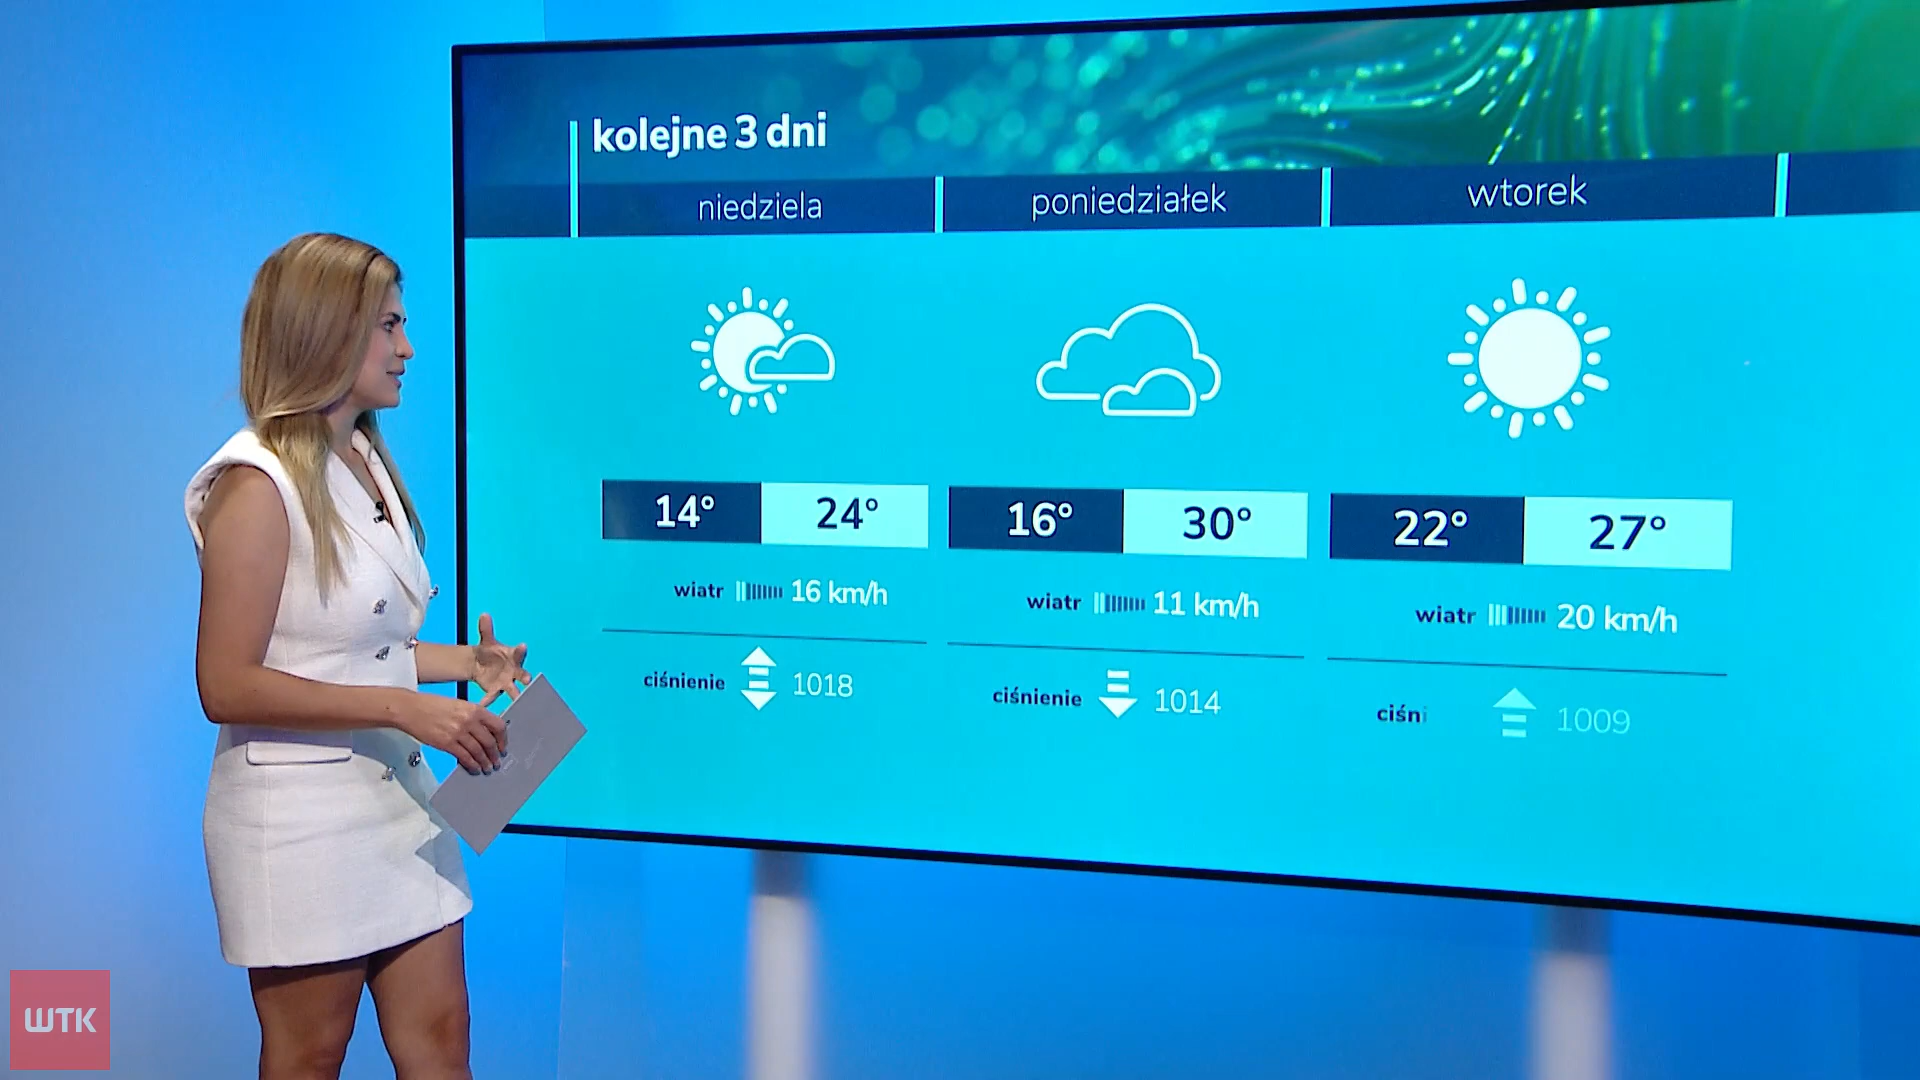 kolejne 3 dni
niedziela poniedziałek wtorek
14° 24° 16° 30° 22° 27°
wiatr 16 km/h wiatr 11 km/h wiatr 20 km/h
ciśnienie 1018 ciśnienie 1014 ciśni 1009
WTK